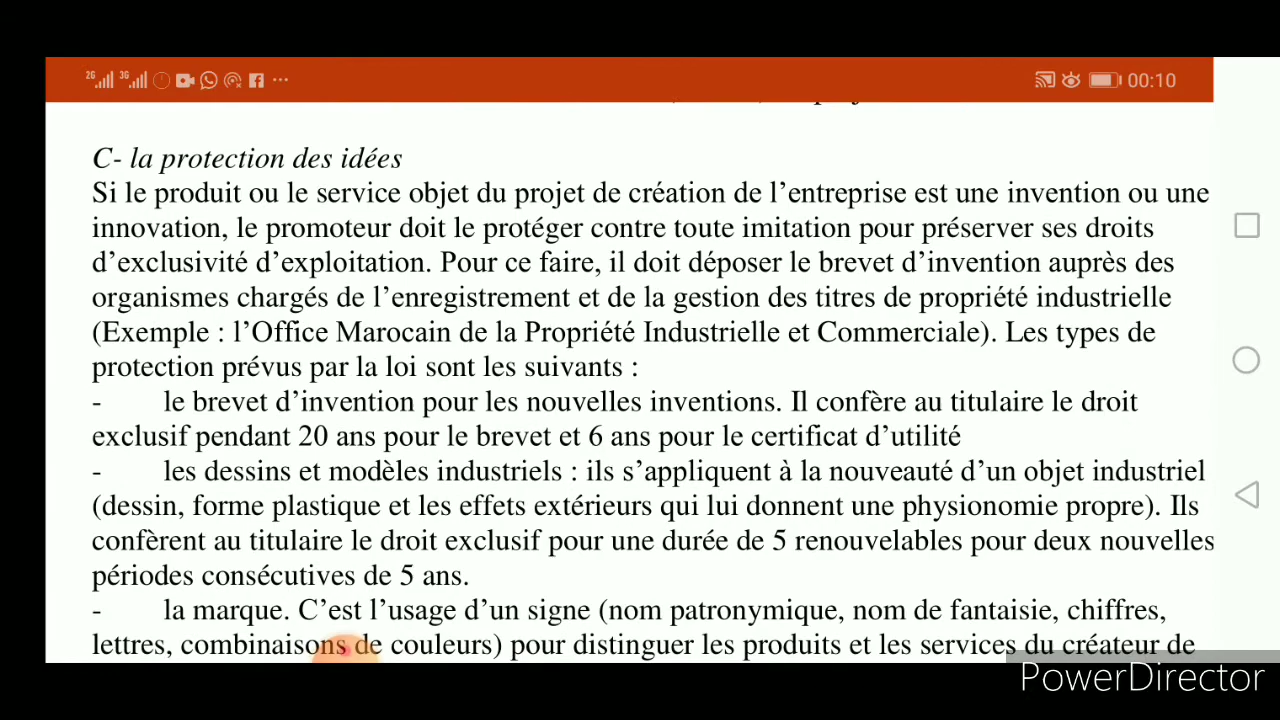 2G 3G 00:10
C- la protection des idées
Si le produit ou le service objet du projet de création de l’entreprise est une invention ou une
innovation, le promoteur doit le protéger contre toute imitation pour préserver ses droits
d’exclusivité d’exploitation. Pour ce faire, il doit déposer le brevet d’invention auprès des
organismes chargés de l’enregistrement et de la gestion des titres de propriété industrielle
(Exemple : l’Office Marocain de la Propriété Industrielle et Commerciale). Les types de
protection prévus par la loi sont les suivants :
- le brevet d’invention pour les nouvelles inventions. Il confère au titulaire le droit
exclusif pendant 20 ans pour le brevet et 6 ans pour le certificat d’utilité
- les dessins et modèles industriels : ils s’appliquent à la nouveauté d’un objet industriel
(dessin, forme plastique et les effets extérieurs qui lui donnent une physionomie propre). Ils
confèrent au titulaire le droit exclusif pour une durée de 5 renouvelables pour deux nouvelles
périodes consécutives de 5 ans.
- la marque. C’est l’usage d’un signe (nom patronymique, nom de fantaisie, chiffres,
lettres, combinaisons de couleurs) pour distinguer les produits et les services du créateur de
PowerDirector